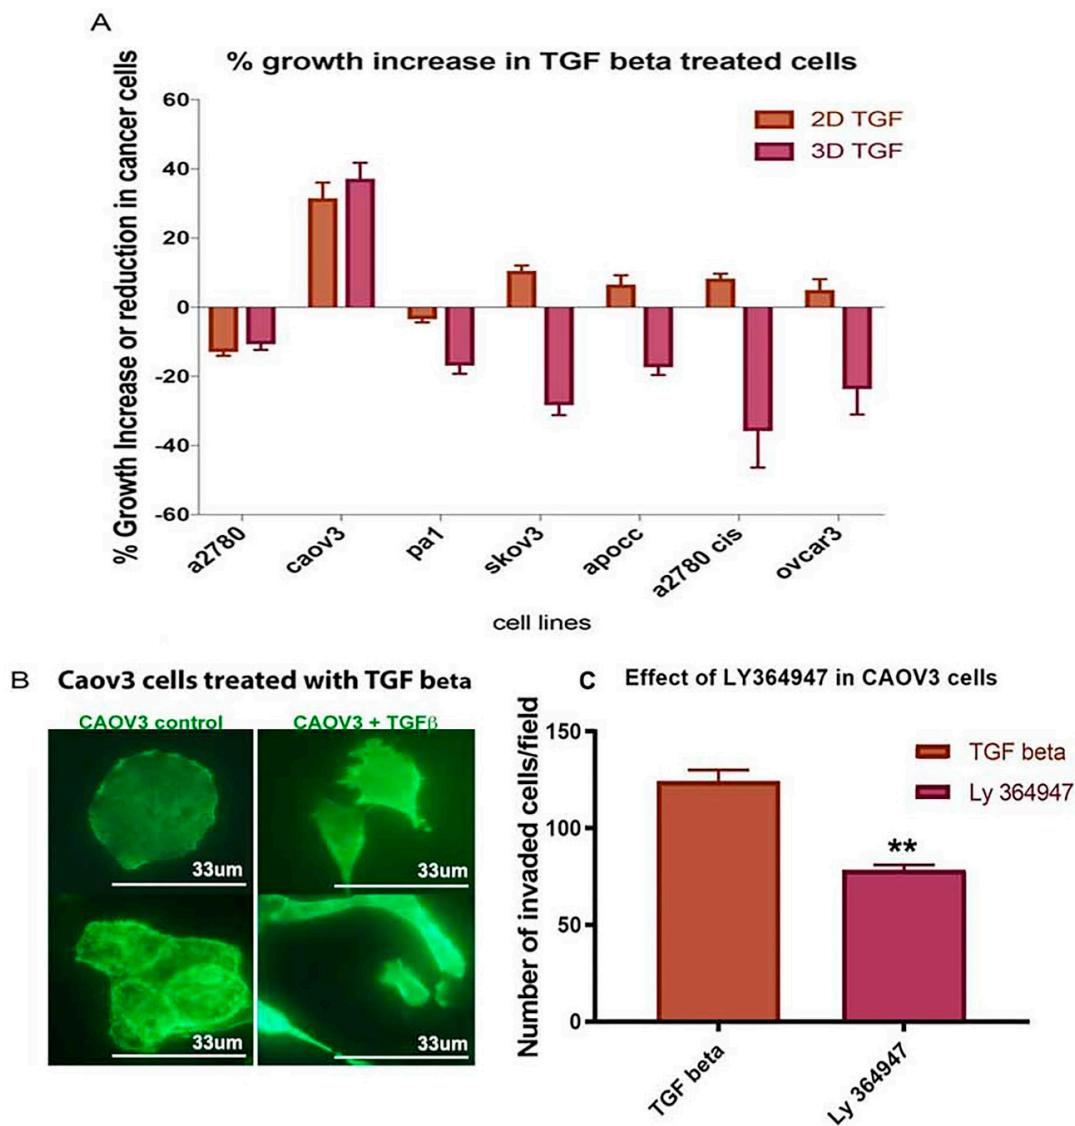 A
% growth increase in TGF beta treated cells
% Growth Increase or reduction in cancer cells
60
40
20
0
-20
-40
-60
2D TGF
3D TGF
a2780
caov3
pa1
skov3
apocc
a2780 cis
ovcar3
cell lines
B
Caov3 cells treated with TGF beta
CAOV3 control
CAOV3 + TGFβ
33um
33um
33um
33um
C
Effect of LY364947 in CAOV3 cells
Number of invaded cells/field
150
100
50
0
TGF beta
Ly 364947
**
TGF beta
Ly 364947